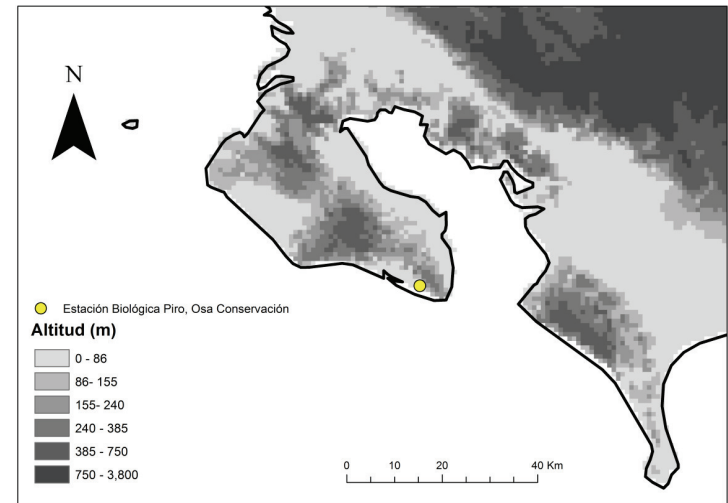 N
Estación Biológica Piro, Osa Conservación
Altitud (m)
0 - 86
86- 155
155- 240
240 - 385
385 - 750
750 - 3,800
0 10 20 40 Km